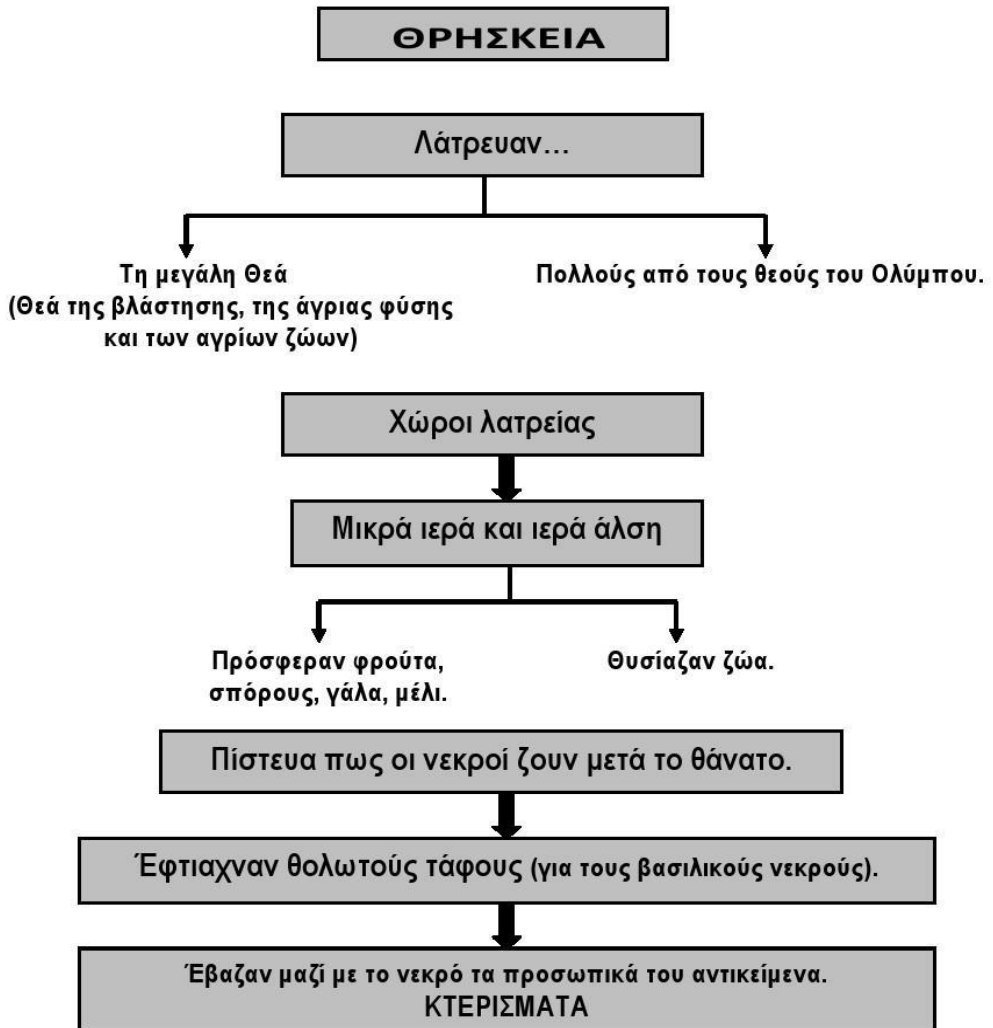 ΘΡΗΣΚΕΙΑ
Λάτρευαν...
Τη μεγάλη Θεά
(Θεά της βλάστησης, της άγριας φύσης
και των αγρίων ζώων)
Πολλούς από τους θεούς του Ολύμπου.
Χώροι λατρείας
Μικρά ιερά και ιερά άλση
Πρόσφεραν φρούτα,
σπόρους, γάλα, μέλι.
Θυσίαζαν ζώα.
Πίστευα πως οι νεκροί ζουν μετά το θάνατο.
Έφτιαχναν θολωτούς τάφους (για τους βασιλικούς νεκρούς).
Έβαζαν μαζί με το νεκρό τα προσωπικά του αντικείμενα.
ΚΤΕΡΙΣΜΑΤΑ